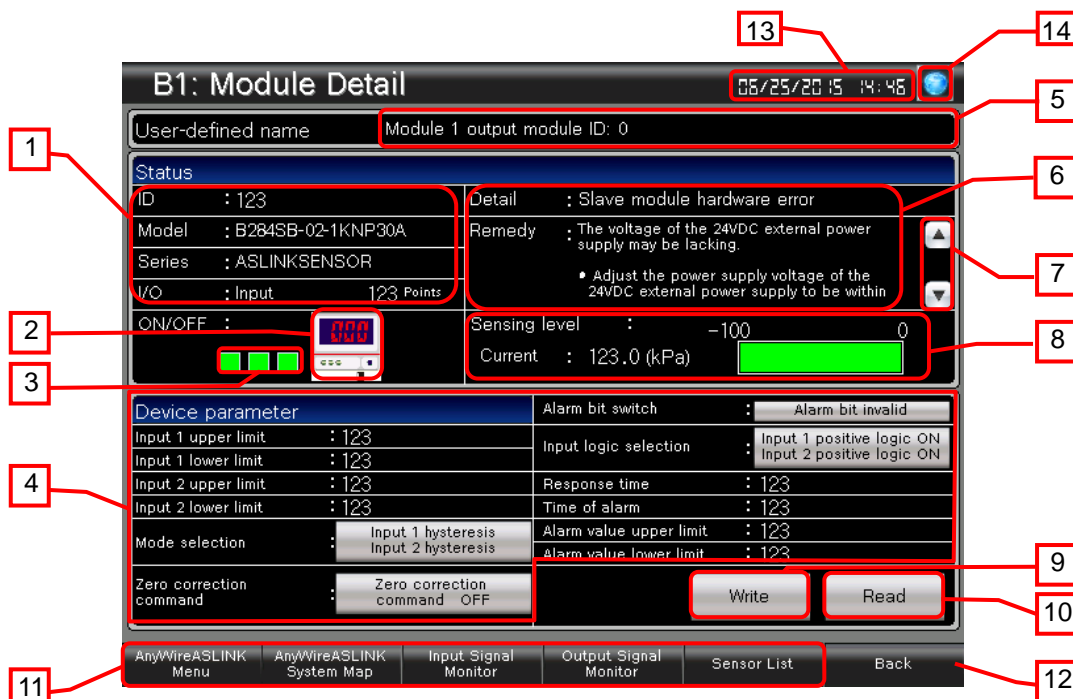 13
14
B1: Module Detail
06/25/2015 14:46
5
User-defined name
Module 1 output module ID: 0
1
Status
6
ID : 123
Detail : Slave module hardware error
Model : B284SB-02-1KNP30A
Remedy : The voltage of the 24VDC external power
supply may be lacking.
Series : ASLINKSENSOR
• Adjust the power supply voltage of the
24VDC external power supply to be within
7
I/O : Input 123 Points
2
ON/OFF :
Sensing level : -100 0
8
Current : 123.0 (kPa)
3
Device parameter
Alarm bit switch : Alarm bit invalid
Input 1 upper limit : 123
Input logic selection : Input 1 positive logic ON
Input 2 positive logic ON
Input 1 lower limit : 123
4
Input 2 upper limit : 123
Response time : 123
Input 2 lower limit : 123
Time of alarm : 123
Mode selection : Input 1 hysteresis
Input 2 hysteresis
Alarm value upper limit : 123
Alarm value lower limit : 123
9
Zero correction
command : Zero correction
command OFF
Write
Read
10
11
AnyWireASLINK
Menu
AnyWireASLINK
System Map
Input Signal
Monitor
Output Signal
Monitor
Sensor List
Back
12